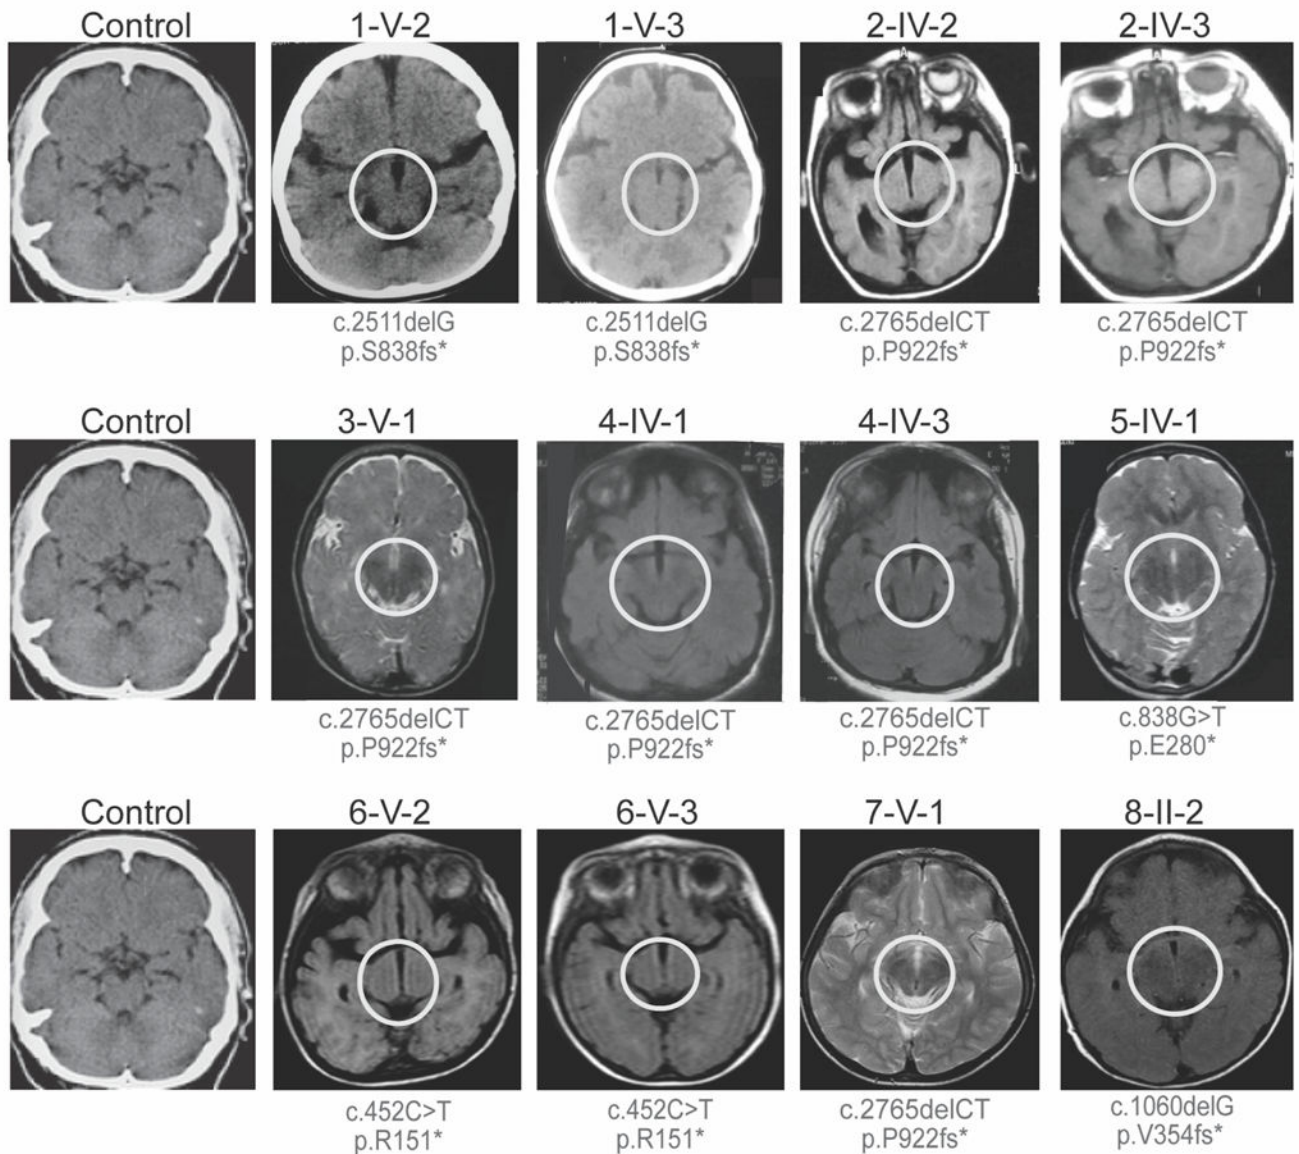 Control 1-V-2 1-V-3 2-IV-2 2-IV-3
c.2511delG c.2511delG c.2765delCT c.2765delCT
p.S838fs* p.S838fs* p.P922fs* p.P922fs*
Control 3-V-1 4-IV-1 4-IV-3 5-IV-1
c.2765delCT c.2765delCT c.2765delCT c.838G>T
p.P922fs* p.P922fs* p.P922fs* p.E280*
Control 6-V-2 6-V-3 7-V-1 8-II-2
c.452C>T c.452C>T c.2765delCT c.1060delG
p.R151* p.R151* p.P922fs* p.V354fs*